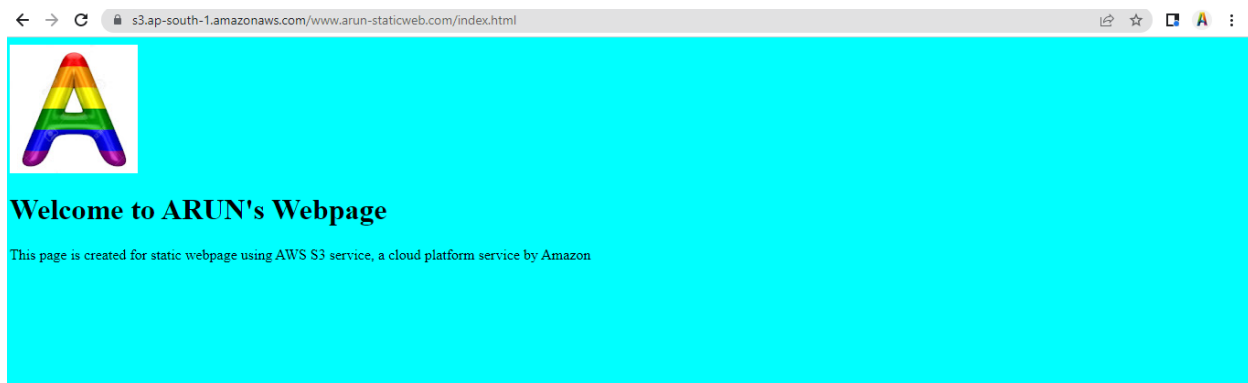 s3.ap-south-1.amazonaws.com/www.arun-staticweb.com/index.html
A
A
Welcome to ARUN's Webpage
This page is created for static webpage using AWS S3 service, a cloud platform service by Amazon